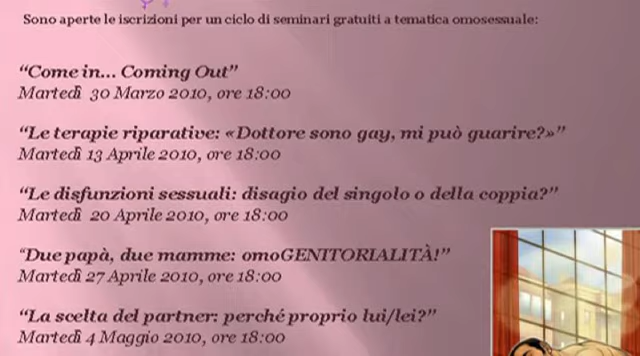 Sono aperte le iscrizioni per un ciclo di seminari gratuiti a tematica omosessuale:
“Come in... Coming Out”
Martedì 30 Marzo 2010, ore 18:00
“Le terapie riparative: «Dottore sono gay, mi può guarire?»”
Martedì 13 Aprile 2010, ore 18:00
“Le disfunzioni sessuali: disagio del singolo o della coppia?”
Martedì 20 Aprile 2010, ore 18:00
“Due papà, due mamme: omoGENITORIALITÀ!”
Martedì 27 Aprile 2010, ore 18:00
“La scelta del partner: perché proprio lui/lei?”
Martedì 4 Maggio 2010, ore 18:00